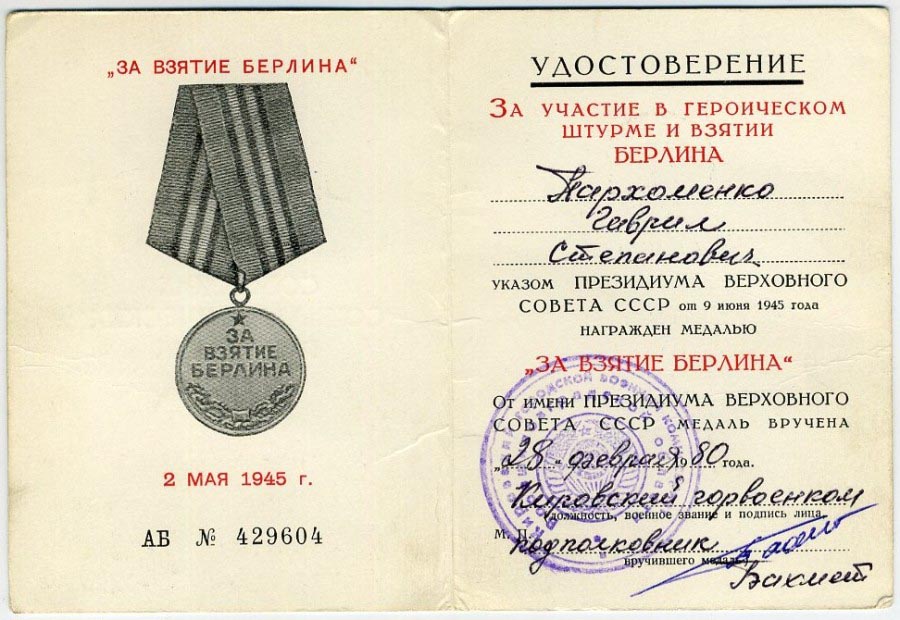 „ЗА ВЗЯТИЕ БЕРЛИНА“
ЗА
ВЗЯТИЕ
БЕРЛИНА
2 МАЯ 1945 г.
АБ № 429604
УДОСТОВЕРЕНИЕ
ЗА УЧАСТИЕ В ГЕРОИЧЕСКОМ
ШТУРМЕ И ВЗЯТИИ
БЕРЛИНА
Пархоменко
Гаврил
Степанович
УКАЗОМ ПРЕЗИДИУМА ВЕРХОВНОГО
СОВЕТА СССР от 9 июня 1945 года
НАГРАЖДЕН МЕДАЛЬЮ
„ЗА ВЗЯТИЕ БЕРЛИНА“
От имени ПРЕЗИДИУМА ВЕРХОВНОГО
СОВЕТА СССР МЕДАЛЬ ВРУЧЕНА
„28“ февраля 1980 года.
Кировский горвоенком
должность, военное звание и подпись лица,
М. П. подполковник
вручившего медаль
Бахмет